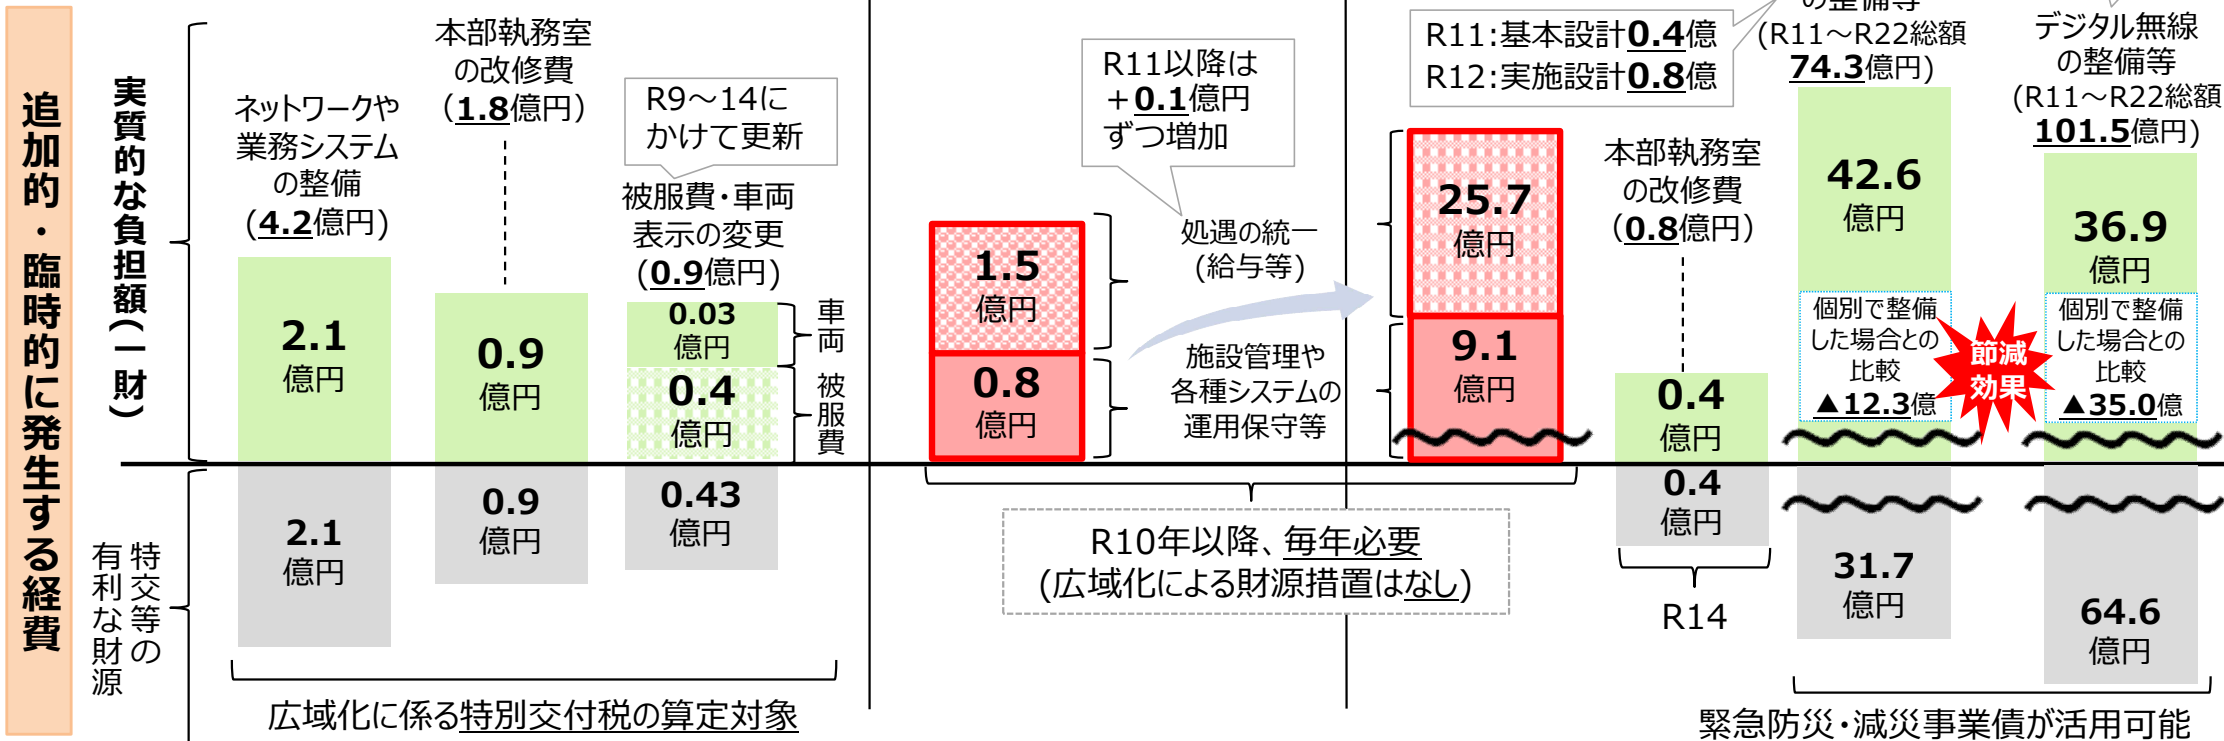 追加的・臨時的に発生する経費
実質的な負担額(一財)
特交等の
有利な財源
ネットワークや
業務システム
の整備
(4.2億円)
2.1
億円
2.1
億円
本部執務室
の改修費
(1.8億円)
0.9
億円
0.9
億円
R9～14に
かけて更新
被服費・車両
表示の変更
(0.9億円)
0.03
億円
0.4
億円
車両
被服費
0.43
億円
広域化に係る特別交付税の算定対象
R11以降は
+0.1億円
ずつ増加
1.5
億円
0.8
億円
処遇の統一
(給与等)
施設管理や
各種システムの
運用保守等
R10年以降、毎年必要
(広域化による財源措置はなし)
R11:基本設計0.4億
R12:実施設計0.8億
25.7
億円
9.1
億円
本部執務室
の改修費
(0.8億円)
0.4
億円
0.4
億円
R14
の整備等
(R11～R22総額
74.3億円)
42.6
億円
個別で整備
した場合との
比較
▲12.3億
31.7
億円
節減
効果
デジタル無線
の整備等
(R11～R22総額
101.5億円)
36.9
億円
個別で整備
した場合との
比較
▲35.0億
64.6
億円
緊急防災・減災事業債が活用可能